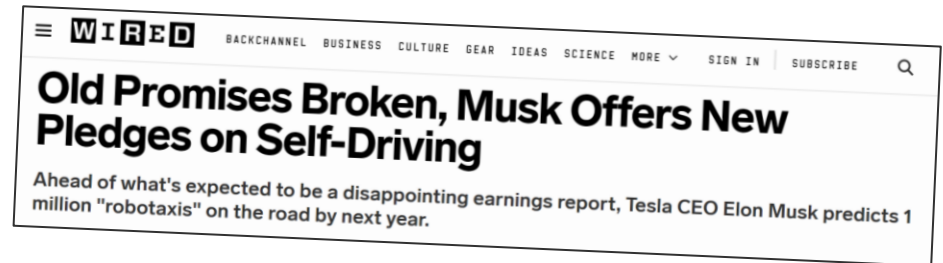 WIRED BACKCHANNEL BUSINESS CULTURE GEAR IDEAS SCIENCE MORE SIGN IN SUBSCRIBE
Old Promises Broken, Musk Offers New
Pledges on Self-Driving
Ahead of what's expected to be a disappointing earnings report, Tesla CEO Elon Musk predicts 1
million "robotaxis" on the road by next year.